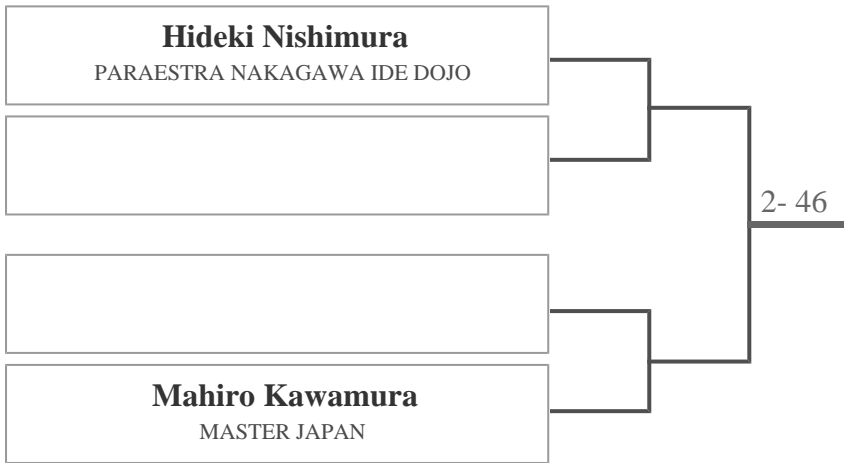 Hideki Nishimura
PARAESTRA NAKAGAWA IDE DOJO
2- 46
Mahiro Kawamura
MASTER JAPAN